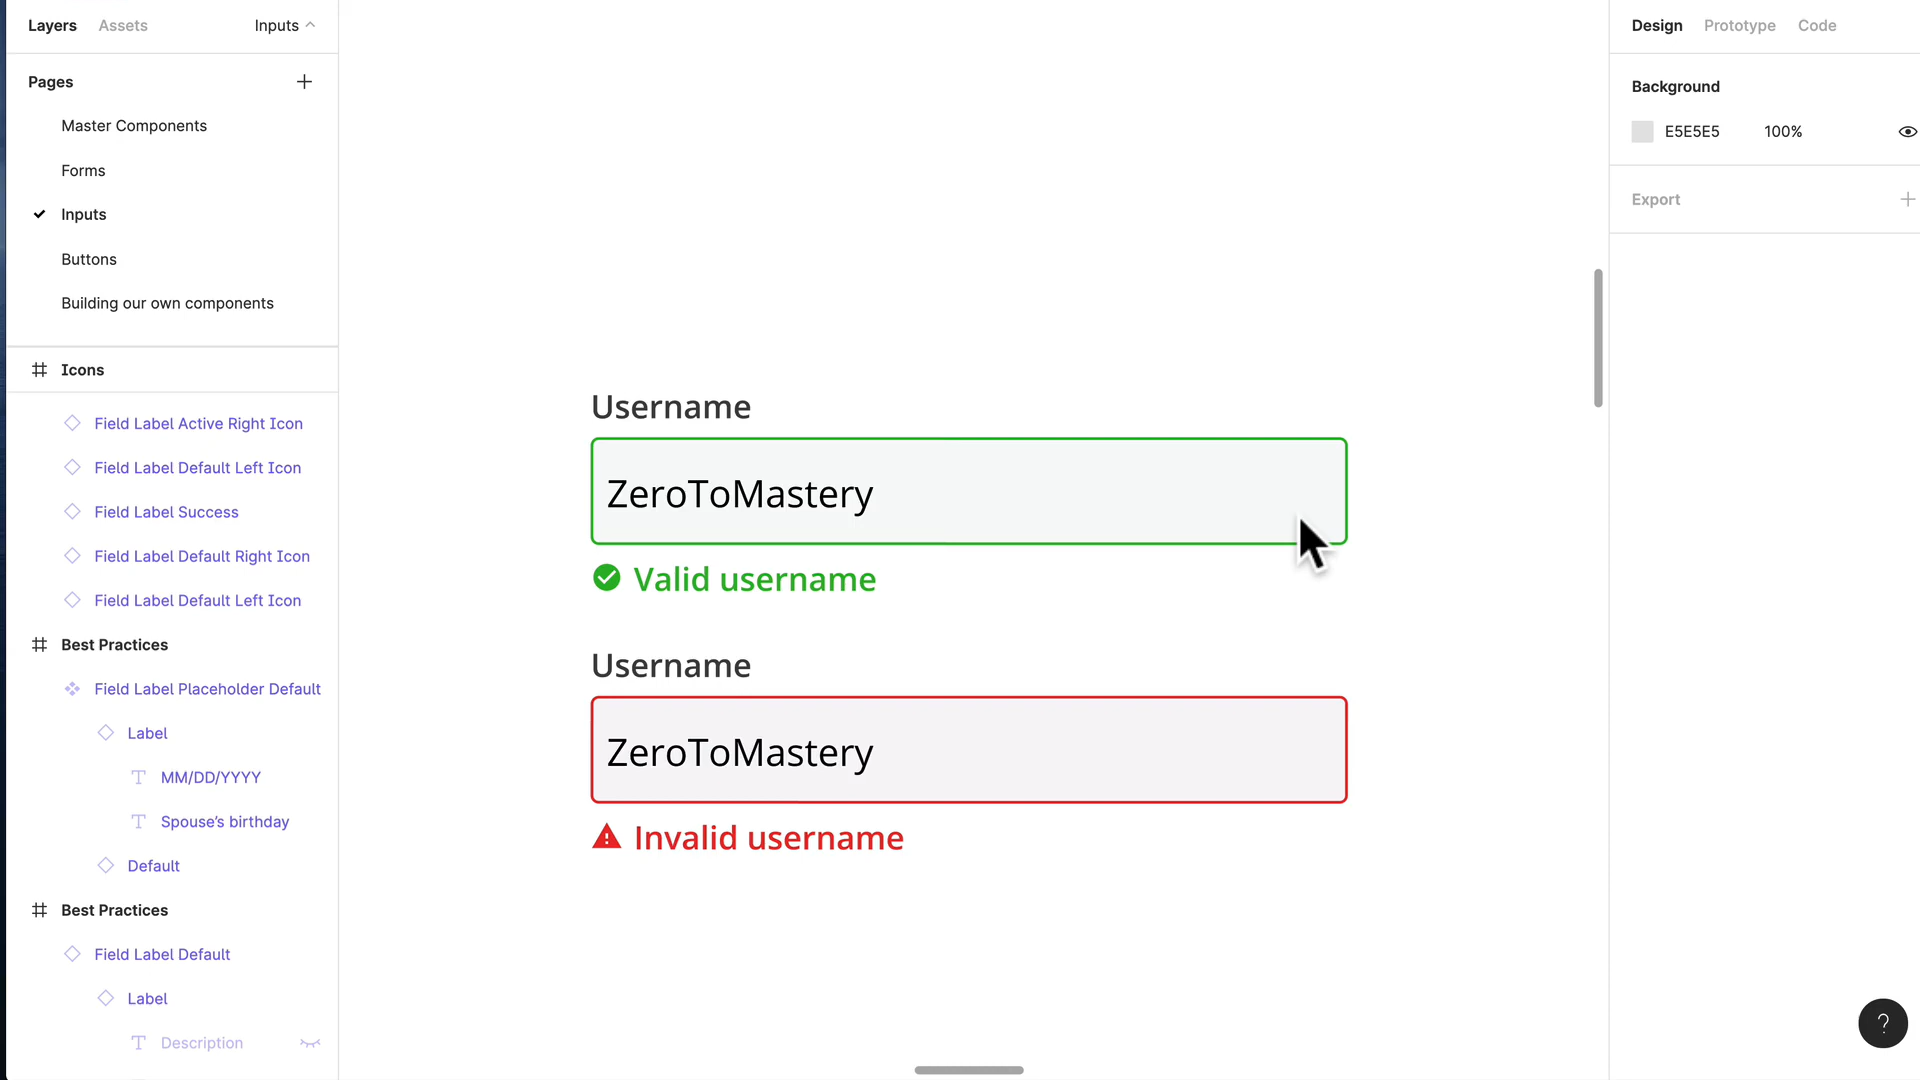 Layers Assets Inputs
Pages
Master Components
Forms
Inputs
Buttons
Building our own components
Icons
Field Label Active Right Icon
Field Label Default Left Icon
Field Label Success
Field Label Default Right Icon
Field Label Default Left Icon
Best Practices
Field Label Placeholder Default
Label
MM/DD/YYYY
Spouse’s birthday
Default
Best Practices
Field Label Default
Label
Description
Username
ZeroToMastery
Valid username
Username
ZeroToMastery
Invalid username
Design Prototype Code
Background
E5E5E5 100%
Export
?